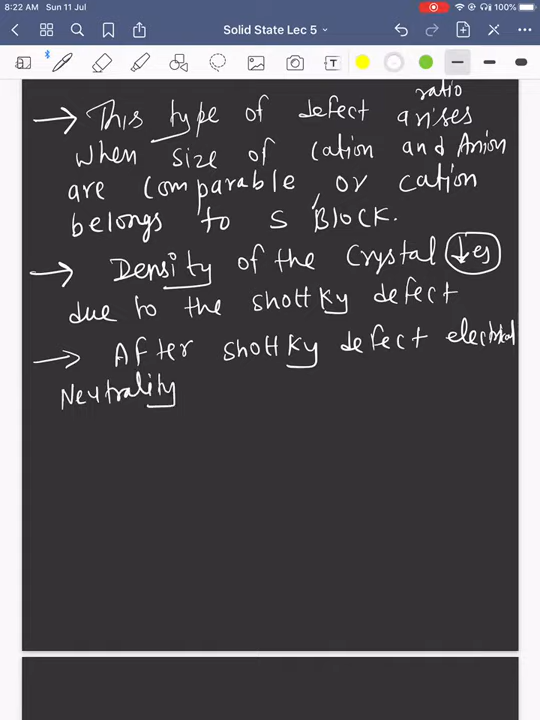 8:22 AM Sun 11 Jul 100%
Solid State Lec 5
T
ratio
→ This type of defect arises
when size of Cation and Anion
are Comparable, or cation
belongs to S BLOCK.
→ Density of the Crystal ↓es
due to the shottky defect
→ After shottky defect electrical
Neutrality